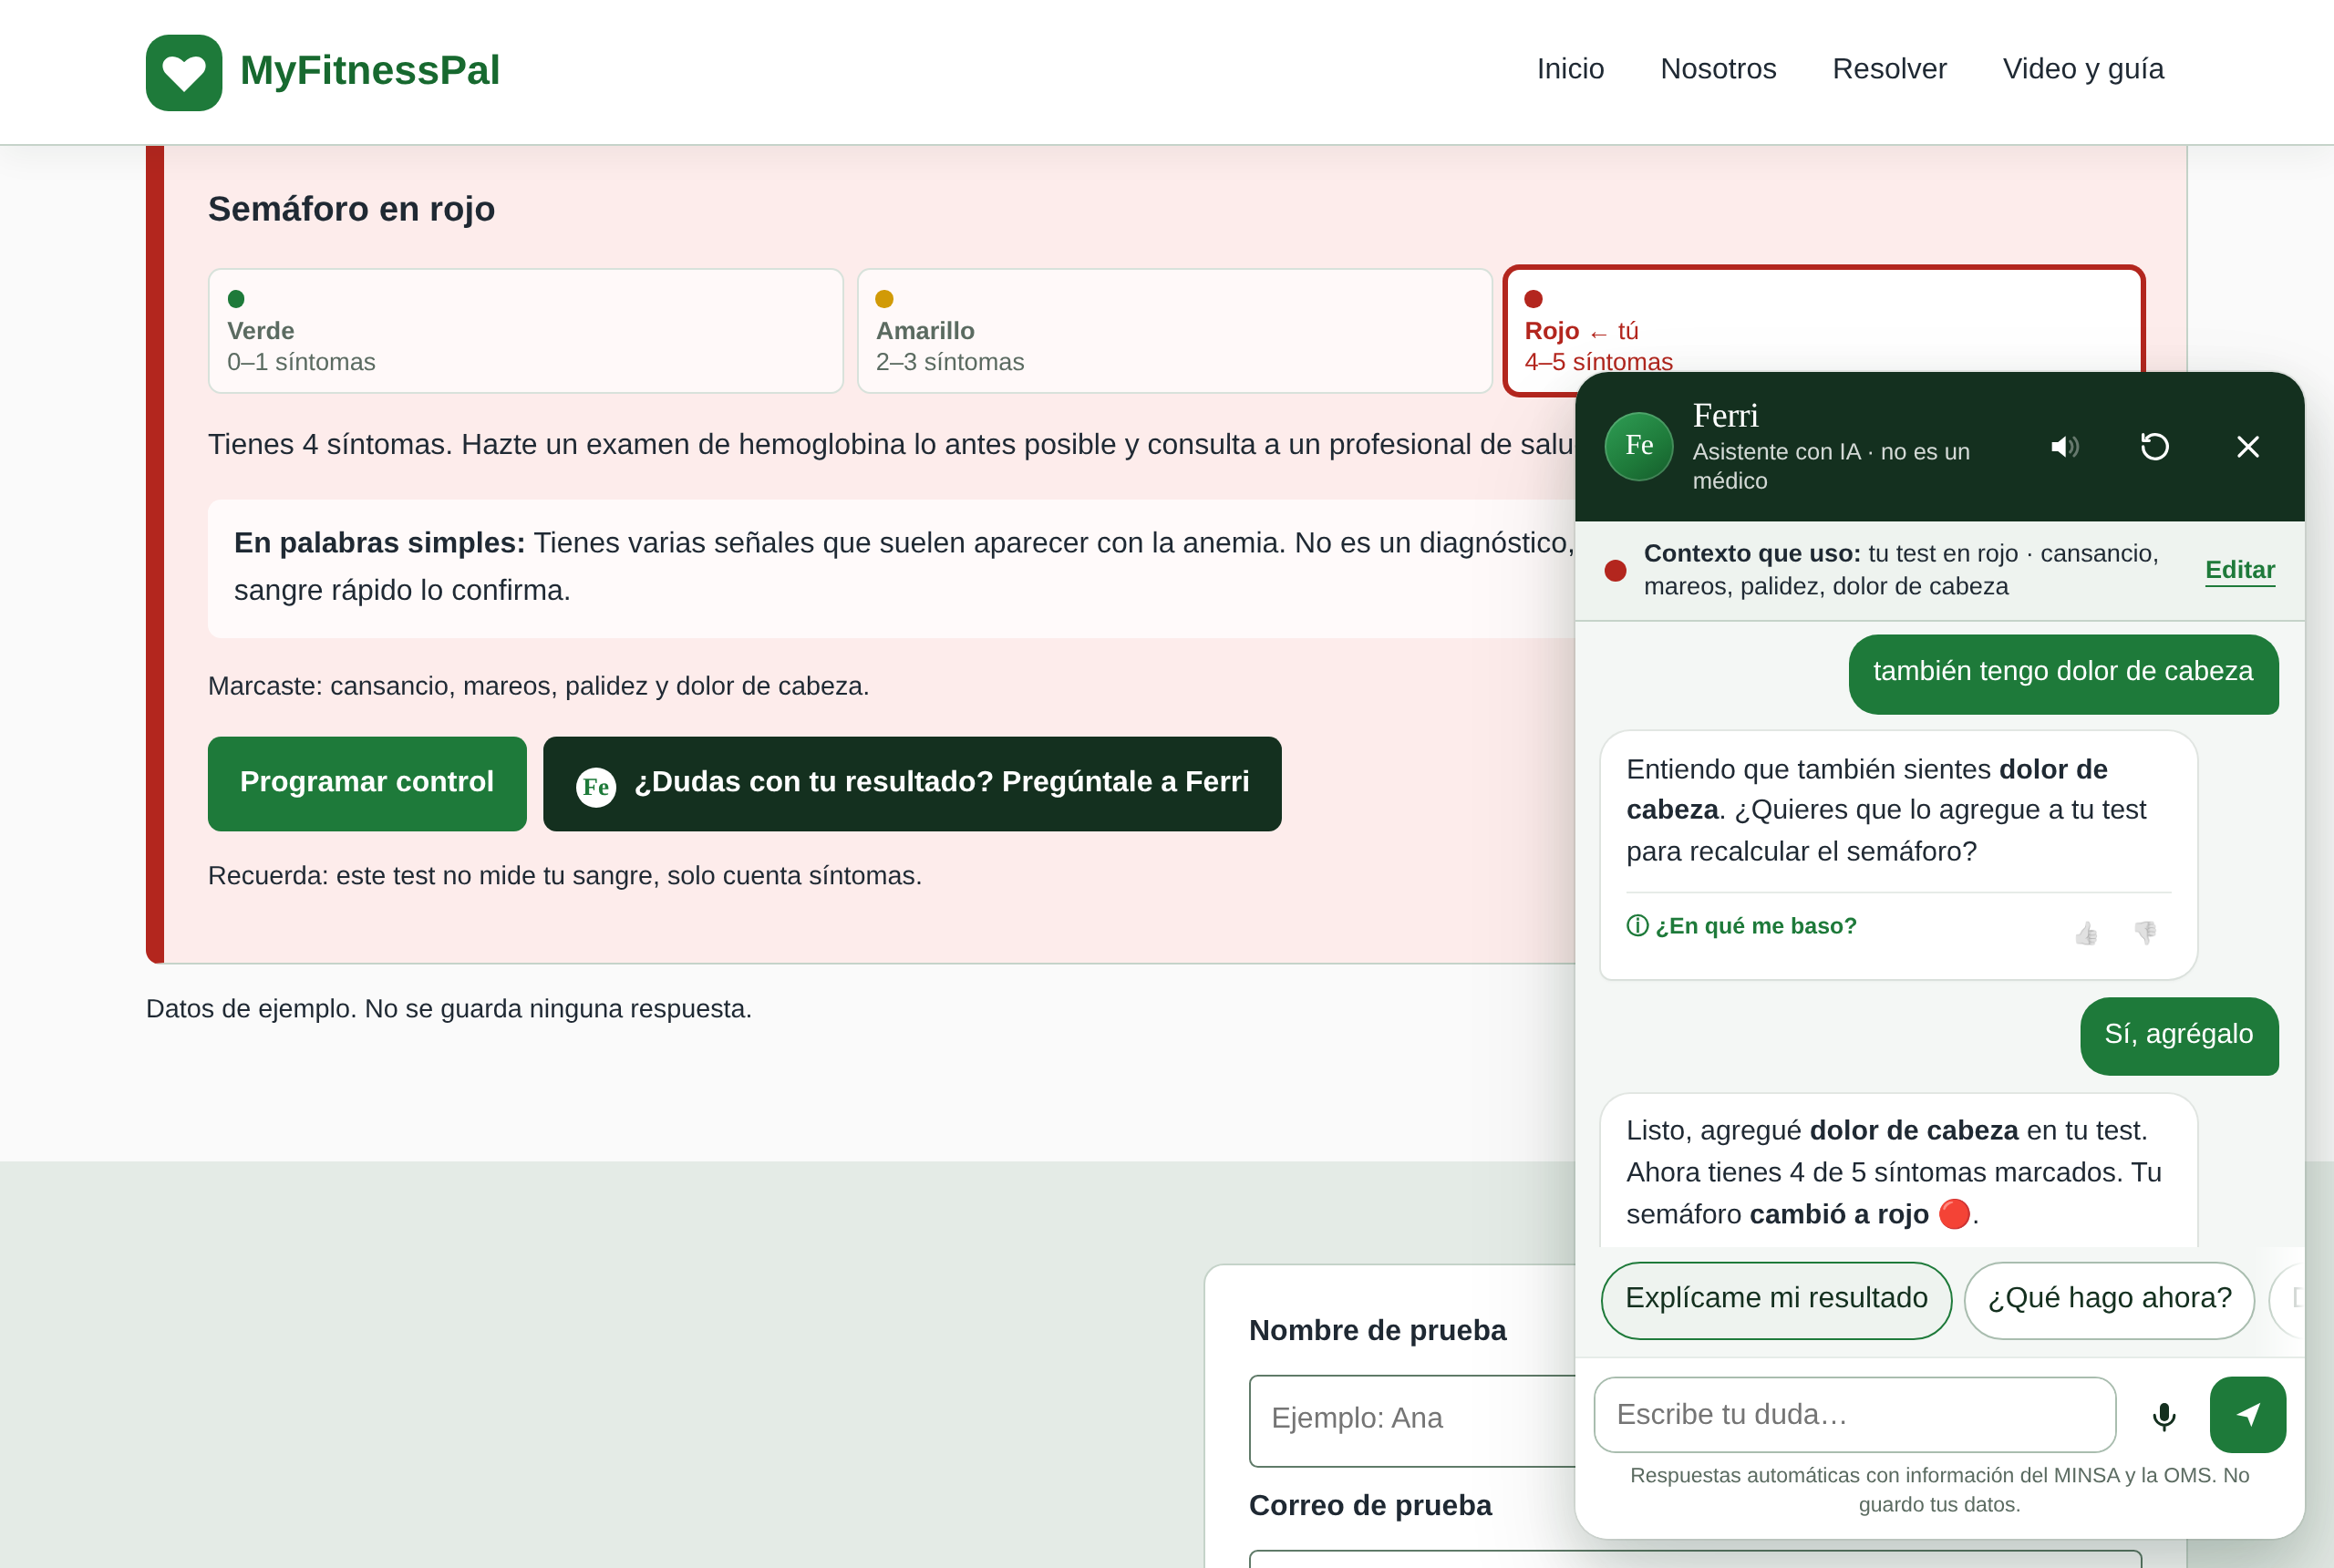 MyFitnessPal
Inicio
Nosotros
Resolver
Video y guía
Semáforo en rojo
Verde
0–1 síntomas
Amarillo
2–3 síntomas
Rojo ← tú
4–5 síntomas
Tienes 4 síntomas. Hazte un examen de hemoglobina lo antes posible y consulta a un profesional de salu
En palabras simples: Tienes varias señales que suelen aparecer con la anemia. No es un diagnóstico,
sangre rápido lo confirma.
Marcaste: cansancio, mareos, palidez y dolor de cabeza.
Programar control
Fe ¿Dudas con tu resultado? Pregúntale a Ferri
Recuerda: este test no mide tu sangre, solo cuenta síntomas.
Datos de ejemplo. No se guarda ninguna respuesta.
Nombre de prueba
Ejemplo: Ana
Correo de prueba
Fe
Ferri
Asistente con IA · no es un
médico
Contexto que uso: tu test en rojo · cansancio,
mareos, palidez, dolor de cabeza
Editar
también tengo dolor de cabeza
Entiendo que también sientes dolor de
cabeza. ¿Quieres que lo agregue a tu test
para recalcular el semáforo?
ⓘ ¿En qué me baso?
👍 👎
Sí, agrégalo
Listo, agregué dolor de cabeza en tu test.
Ahora tienes 4 de 5 síntomas marcados. Tu
semáforo cambió a rojo 🔴.
Explícame mi resultado
¿Qué hago ahora?
Escribe tu duda…
Respuestas automáticas con información del MINSA y la OMS. No
guardo tus datos.